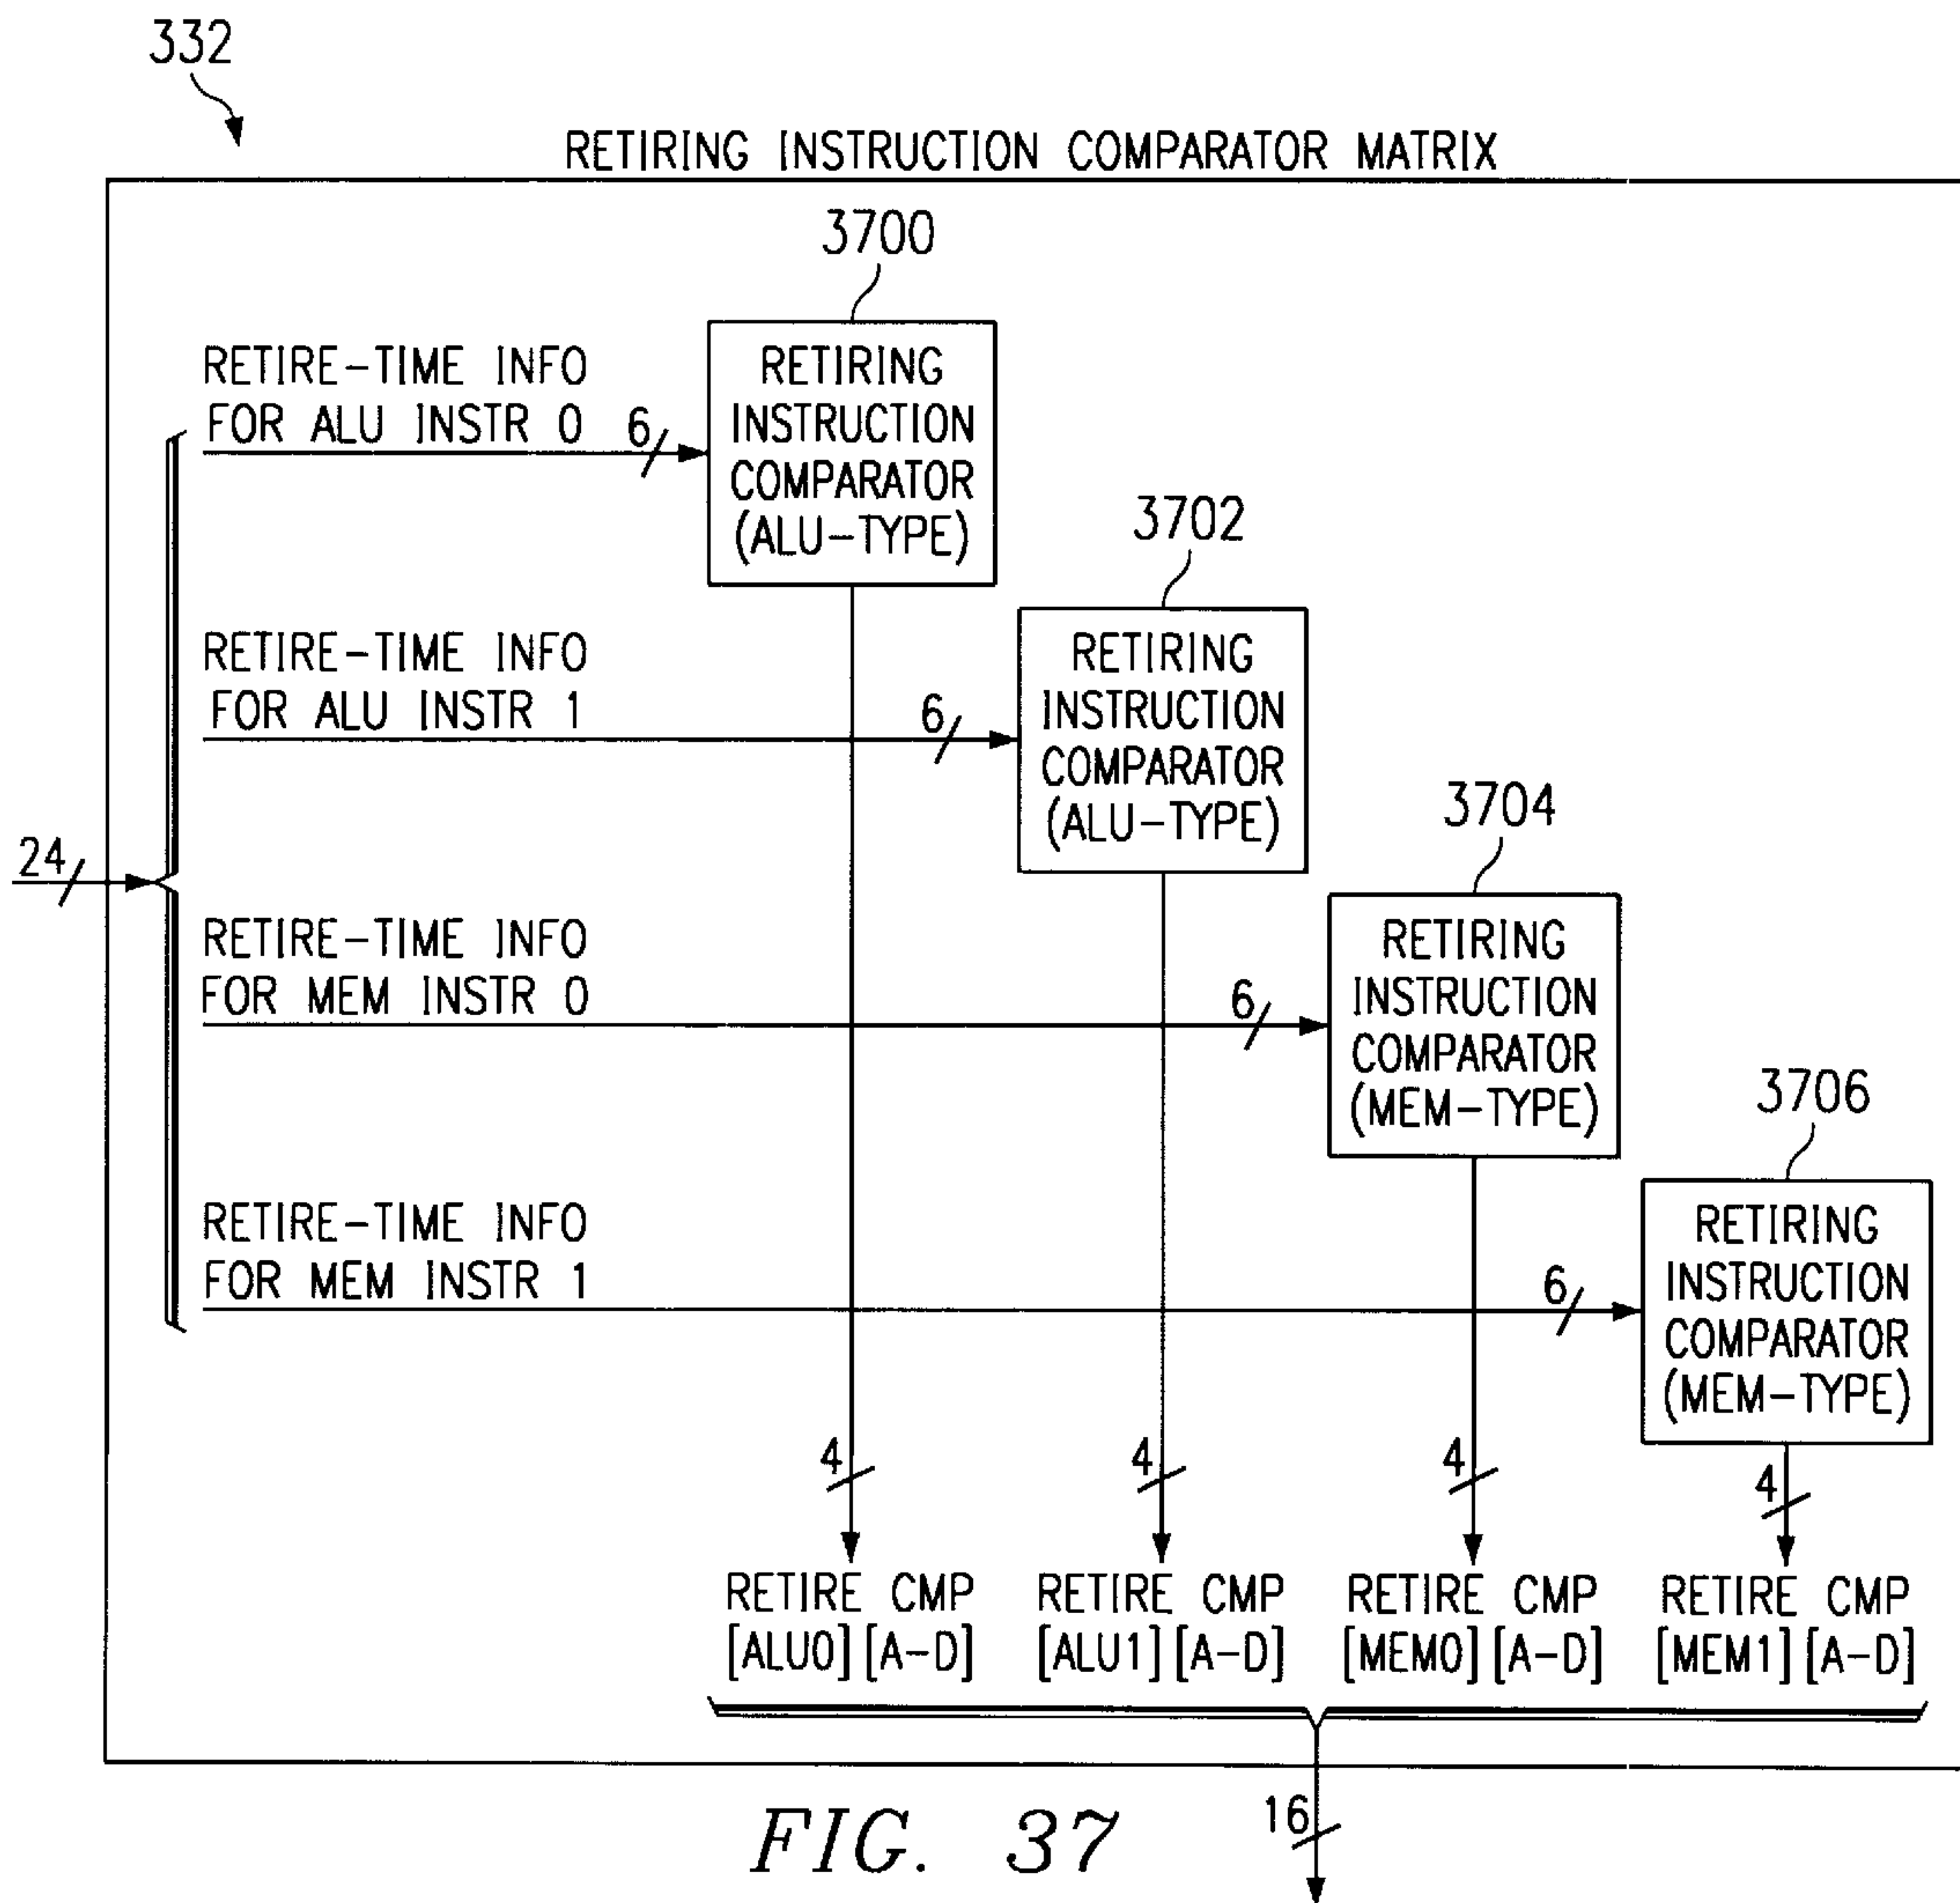 332
RETIRING INSTRUCTION COMPARATOR MATRIX
3700
RETIRE-TIME INFO
FOR ALU INSTR 0
6
RETIRING
INSTRUCTION
COMPARATOR
(ALU-TYPE)
3702
RETIRE-TIME INFO
FOR ALU INSTR 1
6
RETIRING
INSTRUCTION
COMPARATOR
(ALU-TYPE)
3704
24
RETIRE-TIME INFO
FOR MEM INSTR 0
6
RETIRING
INSTRUCTION
COMPARATOR
(MEM-TYPE)
3706
RETIRE-TIME INFO
FOR MEM INSTR 1
6
RETIRING
INSTRUCTION
COMPARATOR
(MEM-TYPE)
4
4
4
4
RETIRE CMP
[ALU0][A-D]
RETIRE CMP
[ALU1][A-D]
RETIRE CMP
[MEM0][A-D]
RETIRE CMP
[MEM1][A-D]
16
FIG. 37